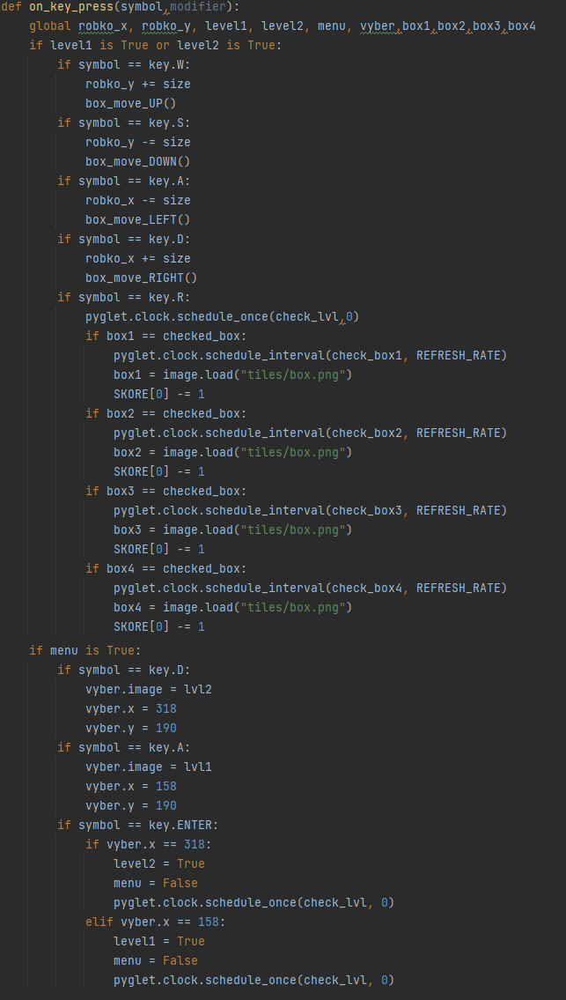 def on_key_press(symbol,modifier):
    global robko_x, robko_y, level1, level2, menu, vyber,box1,box2,box3,box4
    if level1 is True or level2 is True:
        if symbol == key.W:
            robko_y += size
            box_move_UP()
        if symbol == key.S:
            robko_y -= size
            box_move_DOWN()
        if symbol == key.A:
            robko_x -= size
            box_move_LEFT()
        if symbol == key.D:
            robko_x += size
            box_move_RIGHT()
        if symbol == key.R:
            pyglet.clock.schedule_once(check_lvl,0)
            if box1 == checked_box:
                pyglet.clock.schedule_interval(check_box1, REFRESH_RATE)
                box1 = image.load("tiles/box.png")
                SKORE[0] -= 1
            if box2 == checked_box:
                pyglet.clock.schedule_interval(check_box2, REFRESH_RATE)
                box2 = image.load("tiles/box.png")
                SKORE[0] -= 1
            if box3 == checked_box:
                pyglet.clock.schedule_interval(check_box3, REFRESH_RATE)
                box3 = image.load("tiles/box.png")
                SKORE[0] -= 1
            if box4 == checked_box:
                pyglet.clock.schedule_interval(check_box4, REFRESH_RATE)
                box4 = image.load("tiles/box.png")
                SKORE[0] -= 1
    if menu is True:
        if symbol == key.D:
            vyber.image = lvl2
            vyber.x = 318
            vyber.y = 190
        if symbol == key.A:
            vyber.image = lvl1
            vyber.x = 158
            vyber.y = 190
        if symbol == key.ENTER:
            if vyber.x == 318:
                level2 = True
                menu = False
                pyglet.clock.schedule_once(check_lvl, 0)
            elif vyber.x == 158:
                level1 = True
                menu = False
                pyglet.clock.schedule_once(check_lvl, 0)